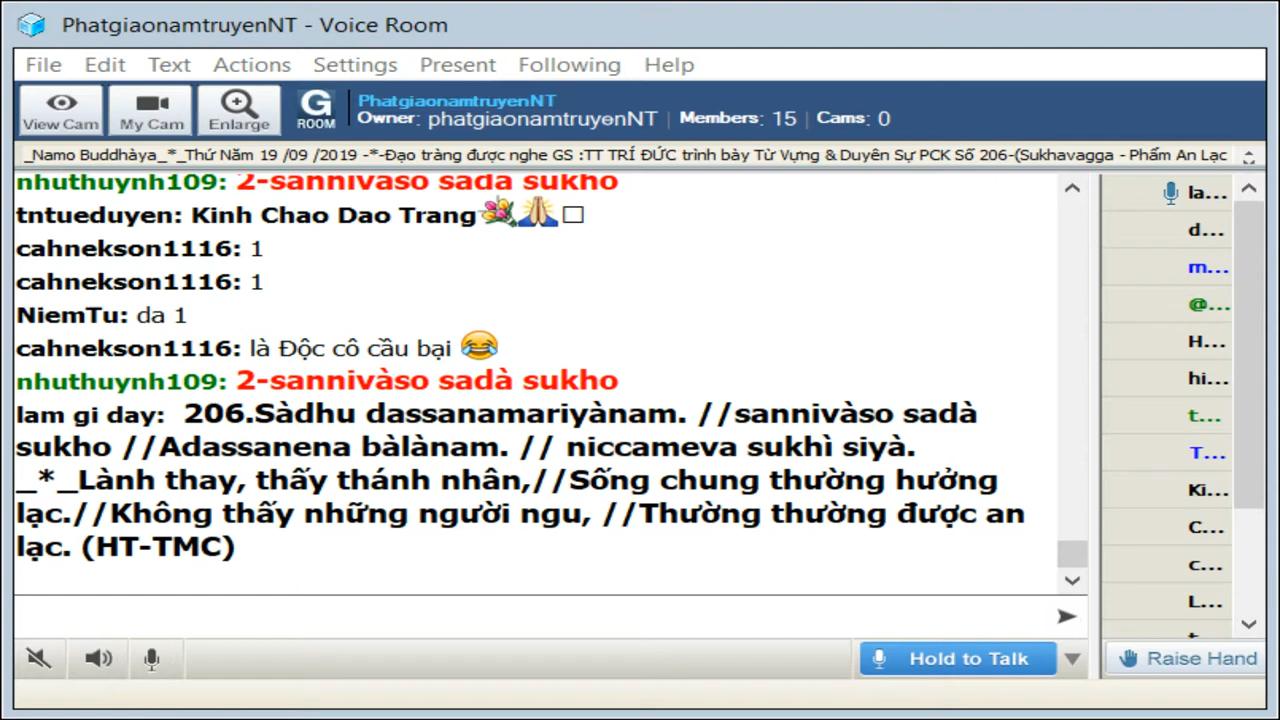 PhatgiaonamtruyenNT - Voice Room
File Edit Text Actions Settings Present Following Help
View Cam My Cam Enlarge G ROOM
PhatgiaonamtruyenNT
Owner: phatgiaonamtruyenNT Members: 15 Cams: 0
_Namo Buddhàya_*_Thứ Năm 19 /09 /2019 -*-Đạo tràng được nghe GS :TT TRÍ ĐỨC trình bày Từ Vựng & Duyên Sự PCK Số 206-(Sukhavagga - Phẩm An Lạc
nhuthuynh109: 2-sannivàso sadà sukho
tntueduyen: Kinh Chao Dao Trang💐🙏□
cahnekson1116: 1
cahnekson1116: 1
NiemTu: da 1
cahnekson1116: là Độc cô cầu bại 😂
nhuthuynh109: 2-sannivàso sadà sukho
lam gi day: 206.Sàdhu dassanamariyànam. //sannivàso sadà
sukho //Adassanena bàlànam. // niccameva sukhì siyà.
_*_Lành thay, thấy thánh nhân,//Sống chung thường hưởng
lạc.//Không thấy những người ngu, //Thường thường được an
lạc. (HT-TMC)
la...
d...
m...
@...
H...
hi...
t...
T...
Ki...
C...
c...
L...
Hold to Talk
Raise Hand